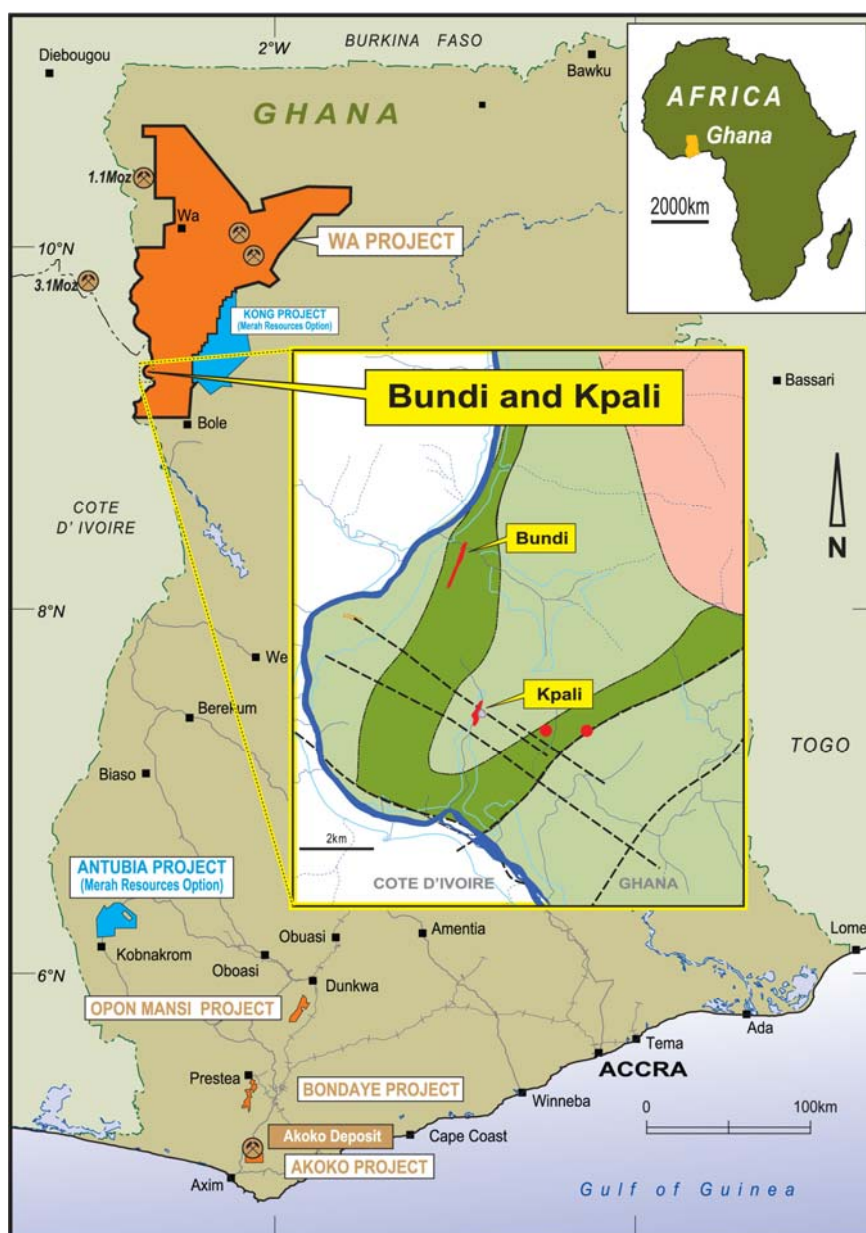 2°W
BURKINA FASO
Diebougou
Bawku
GHANA
AFRICA
Ghana
2000km
1.1Moz
Wa
10°N
WA PROJECT
3.1Moz
KONG PROJECT
(Merah Resources Option)
Bundi and Kpali
Bassari
Bole
COTE
D' IVOIRE
N
Bundi
8°N
We
Kpali
Berekum
TOGO
Biaso
2km
COTE D'IVOIRE
GHANA
ANTUBIA PROJECT
(Merah Resources Option)
Kobnakrom
Obuasi
Amentia
Lome
Oboasi
6°N
Dunkwa
OPON MANSI PROJECT
Ada
Tema
ACCRA
Prestea
BONDAYE PROJECT
Winneba
0
100km
Akoko Deposit
Cape Coast
AKOKO PROJECT
Axim
Gulf of Guinea